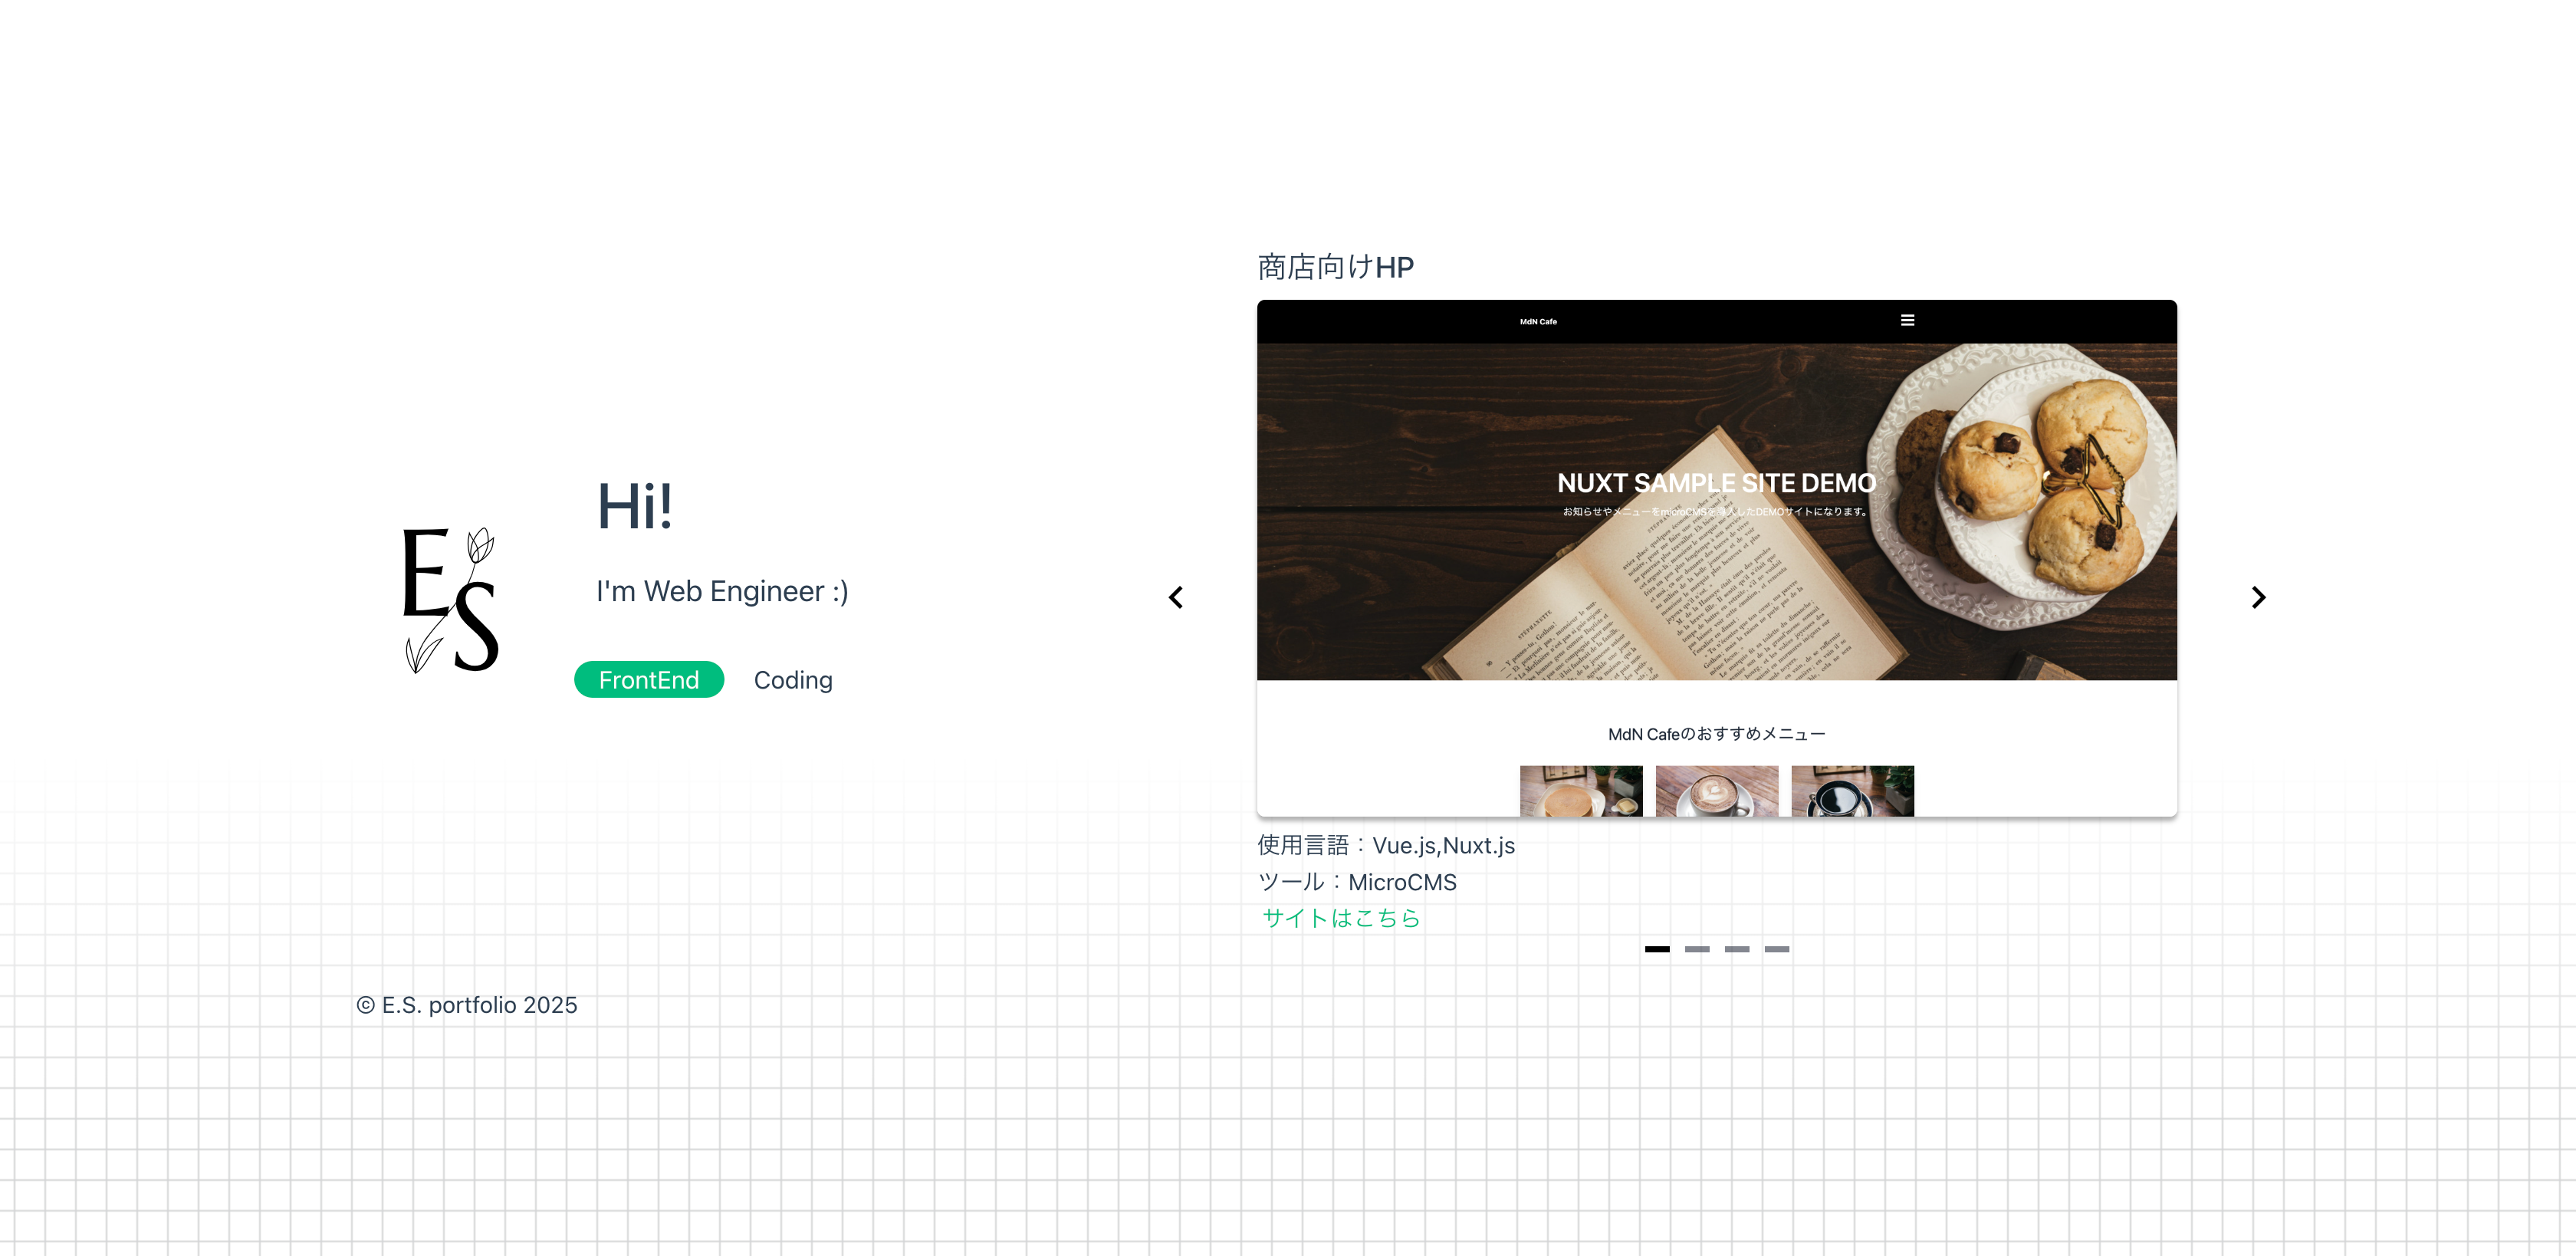 Hi!
I'm Web Engineer :)
FrontEnd
Coding
ES
© E.S. portfolio 2025
商店向けHP
MdN Cafe
NUXT SAMPLE SITE DEMO
お知らせやメニューをmicroCMSを導入したDEMOサイトになります。
STÉPHANETTE
MdN Cafeのおすすめメニュー
使用言語：Vue.js,Nuxt.js
ツール：MicroCMS
サイトはこちら